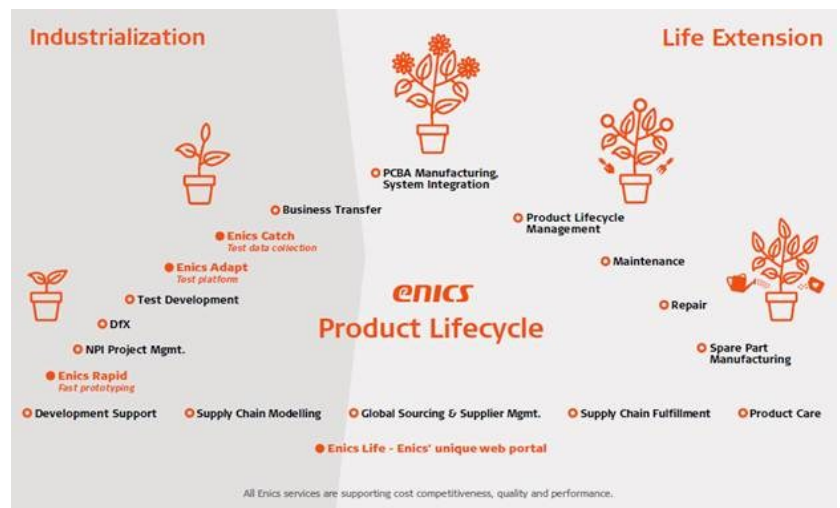 Industrialization
Life Extension
PCBA Manufacturing,
System Integration
Business Transfer
Product Lifecycle
Management
Enics Catch
Test data collection
Maintenance
Enics Adapt
Test platform
Test Development
enics
Repair
DfX
Product Lifecycle
NPI Project Mgmt.
Spare Part
Manufacturing
Enics Rapid
Fast prototyping
Development Support
Supply Chain Modelling
Global Sourcing & Supplier Mgmt.
Supply Chain Fulfillment
Product Care
Enics Life - Enics' unique web portal
All Enics services are supporting cost competitiveness, quality and performance.